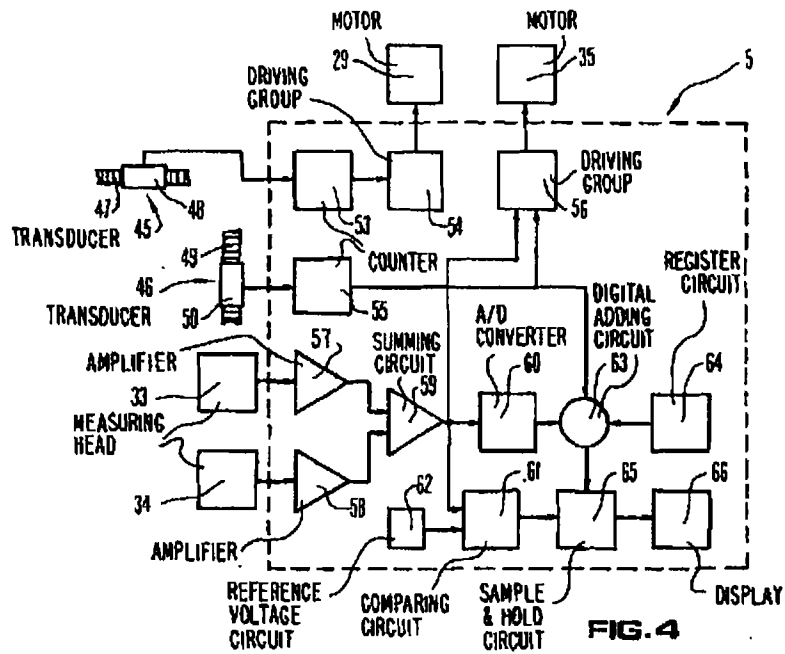 MOTOR
NOTOR
29
35
5
DRIVING
GROUP
47
48
45
53
54
56
DRIVING
GROUP
TRANSDUCER
49
46
50
COUNTER
55
REGISTER
CIRCUIT
TRANSDUCER
A/D
CONVERTER
DIGITAL
ADDING
CIRCUIT
AMPLIFIER
57
SUMMING
CIRCUIT
59
60
63
64
33
MEASURING
HEAD
34
58
62
61
65
66
AMPLIFIER
REFERENCE
VOLTAGE
CIRCUIT
COMPARING
CIRCUIT
SAMPLE
& HOLD
CIRCUIT
DISPLAY
FIG.4